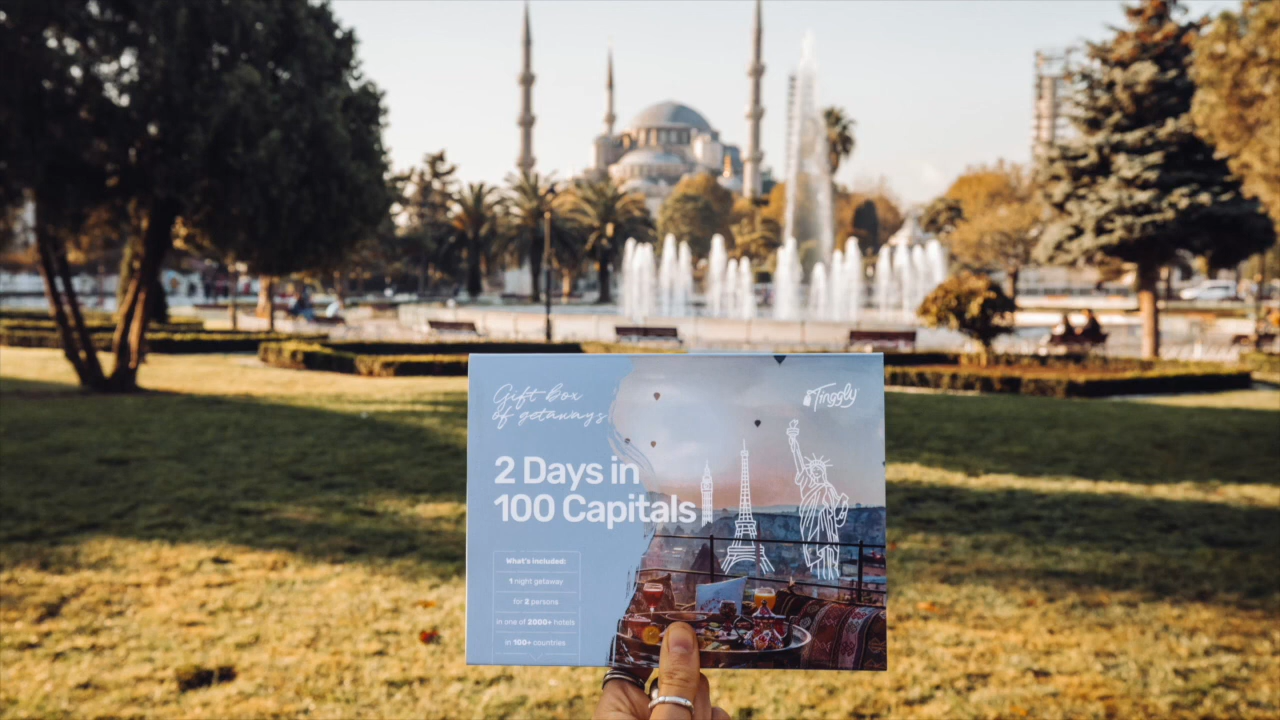 Gift box
of getaways
Tinggly
2 Days in
100 Capitals
What's included:
1 night getaway
for 2 persons
in one of 2000+ hotels
in 100+ countries